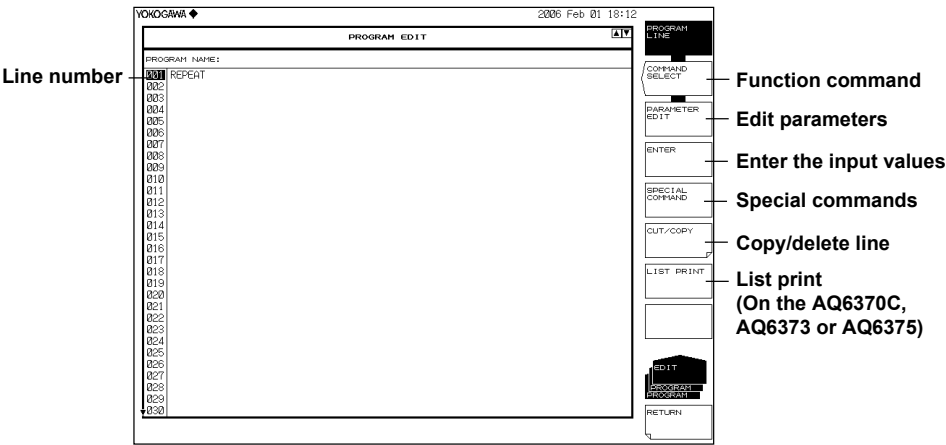 YOKOGAWA ◆
2006 Feb 01 18:12
PROGRAM EDIT
▲▼
PROGRAM NAME:
Line number
001 REPEAT
002
003
004
005
006
007
008
009
010
011
012
013
014
015
016
017
018
019
020
021
022
023
024
025
026
027
028
029
030
PROGRAM
LINE
COMMAND
SELECT
Function command
PARAMETER
EDIT
Edit parameters
ENTER
Enter the input values
SPECIAL
COMMAND
Special commands
CUT/COPY
Copy/delete line
LIST PRINT
List print
(On the AQ6370C,
AQ6373 or AQ6375)
EDIT
PROGRAM
PROGRAM
RETURN